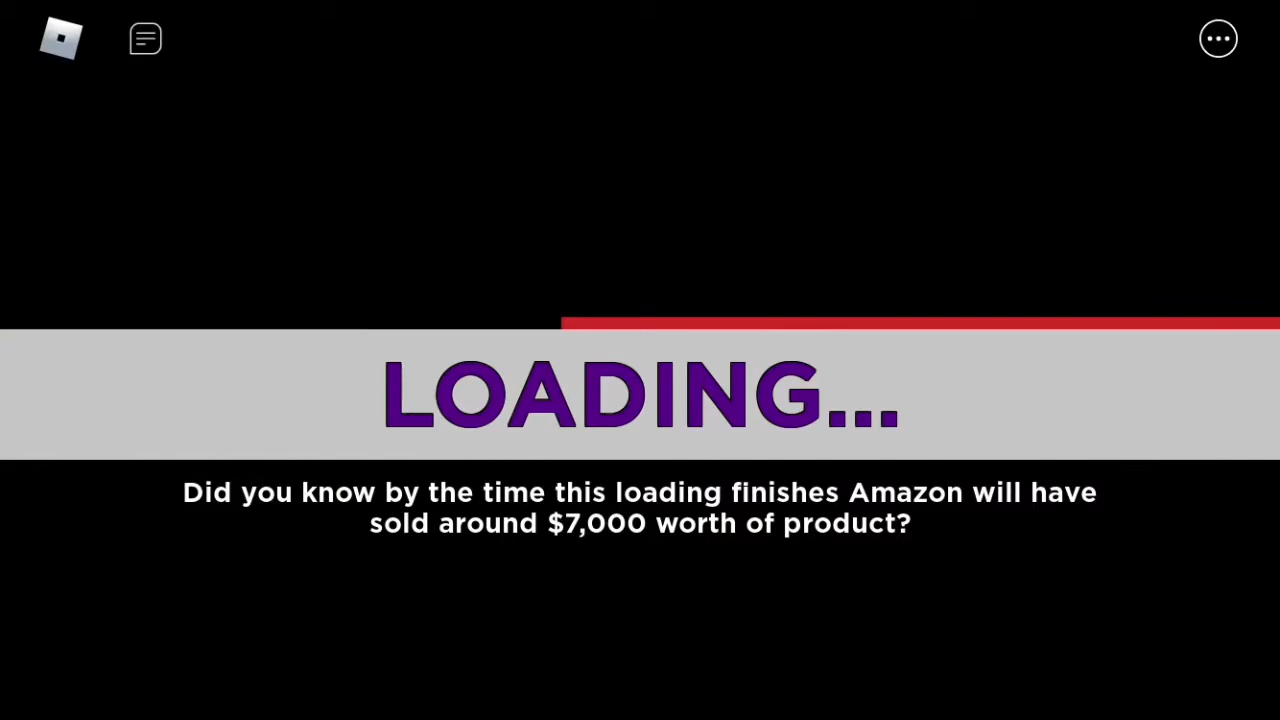 LOADING...
Did you know by the time this loading finishes Amazon will have
sold around $7,000 worth of product?